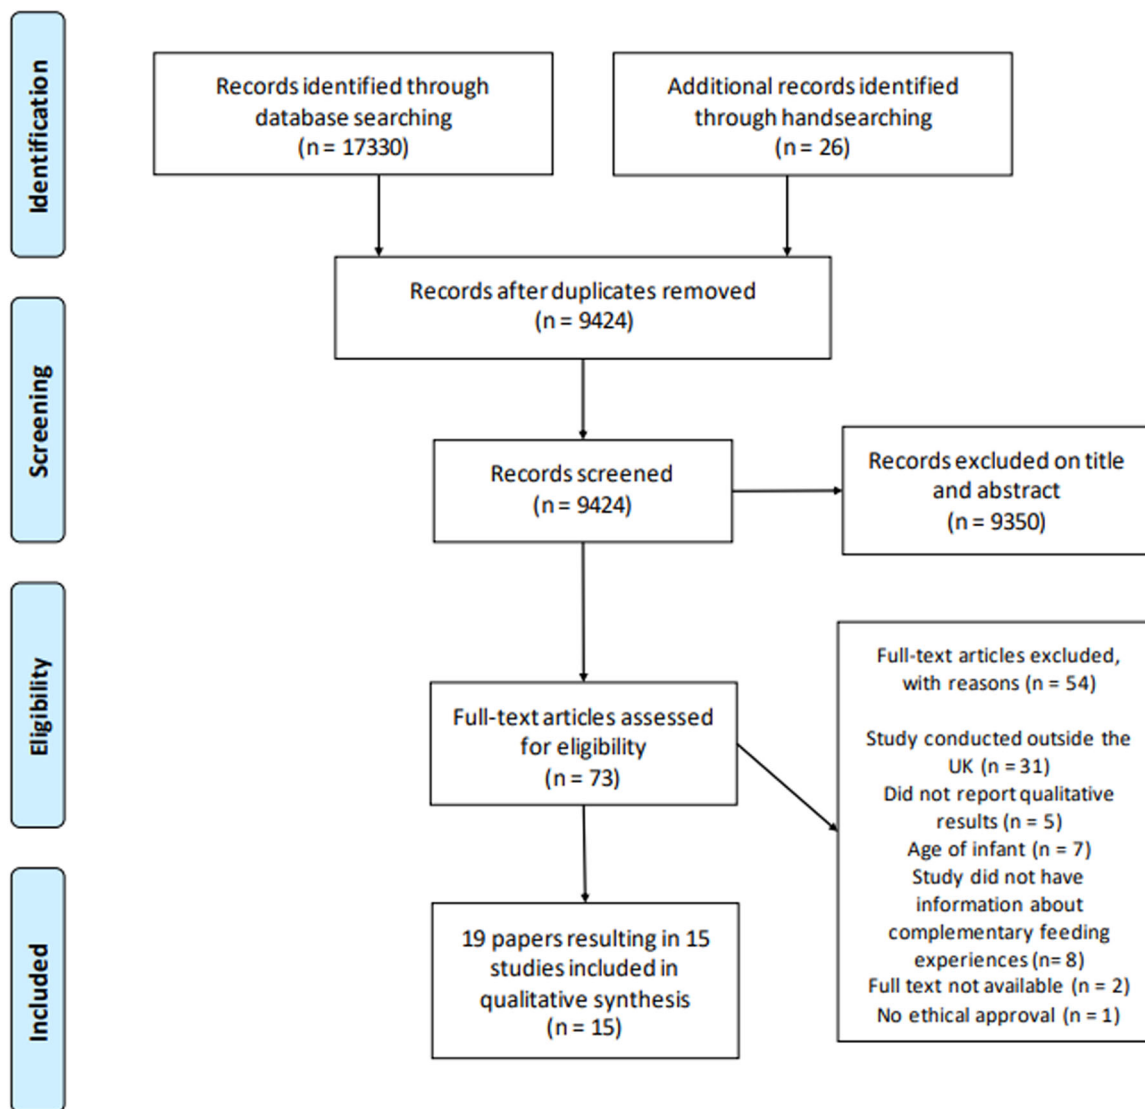 Identification
Records identified through
database searching
(n = 17330)
Additional records identified
through handsearching
(n = 26)
Records after duplicates removed
(n = 9424)
Screening
Records screened
(n = 9424)
Records excluded on title
and abstract
(n = 9350)
Eligibility
Full-text articles assessed
for eligibility
(n = 73)
Full-text articles excluded,
with reasons (n = 54)
Study conducted outside the
UK (n = 31)
Did not report qualitative
results (n = 5)
Age of infant (n = 7)
Study did not have
information about
complementary feeding
experiences (n= 8)
Full text not available (n = 2)
No ethical approval (n = 1)
Included
19 papers resulting in 15
studies included in
qualitative synthesis
(n = 15)